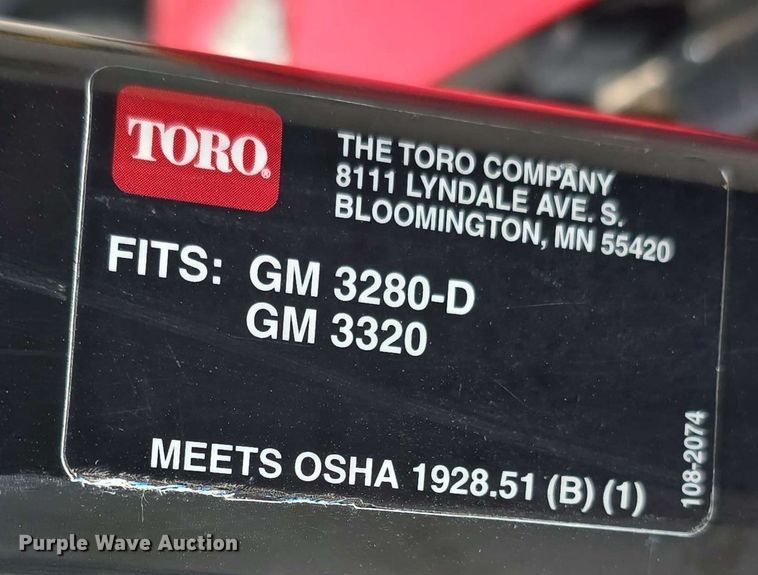 TORO®
THE TORO COMPANY
8111 LYNDALE AVE. S.
BLOOMINGTON, MN 55420
FITS: GM 3280-D
GM 3320
MEETS OSHA 1928.51 (B) (1)
108-2074
Purple Wave Auction